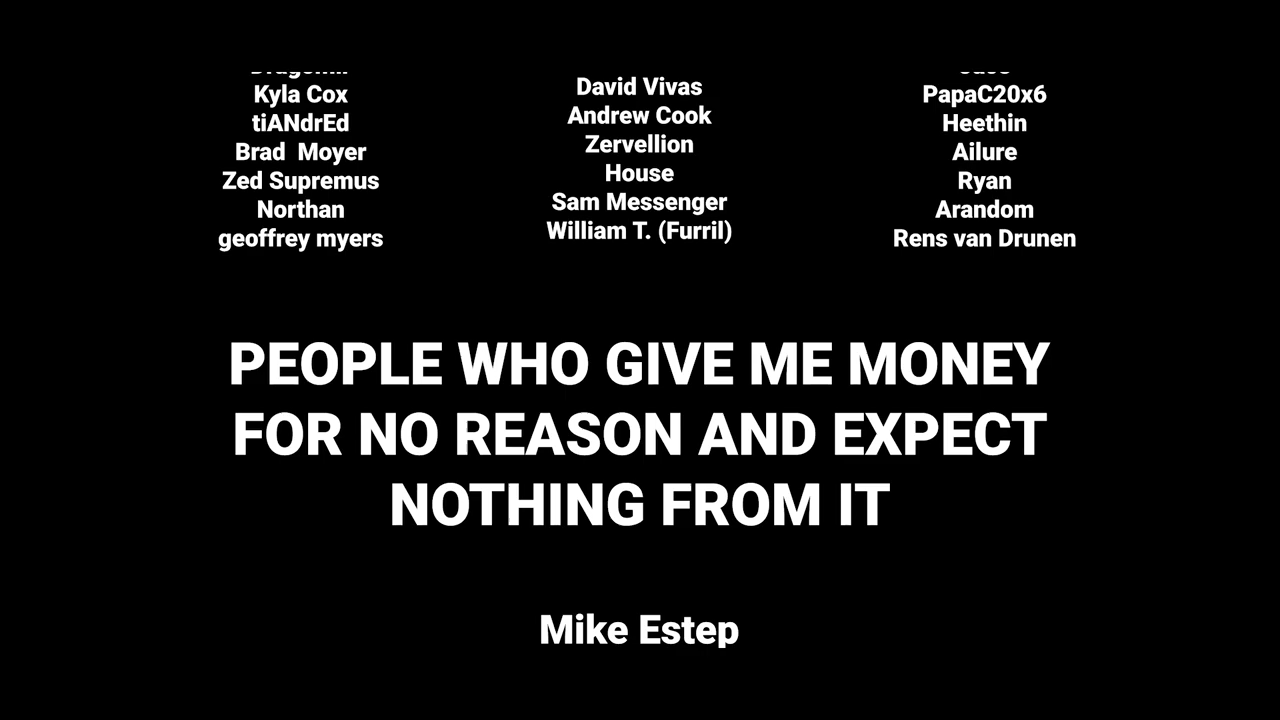 Kyla Cox
tiANdrEd
Brad  Moyer
Zed Supremus
Northan
geoffrey myers
David Vivas
Andrew Cook
Zervellion
House
Sam Messenger
William T. (Furril)
PapaC20x6
Heethin
Ailure
Ryan
Arandom
Rens van Drunen
PEOPLE WHO GIVE ME MONEY
FOR NO REASON AND EXPECT
NOTHING FROM IT
Mike Estep